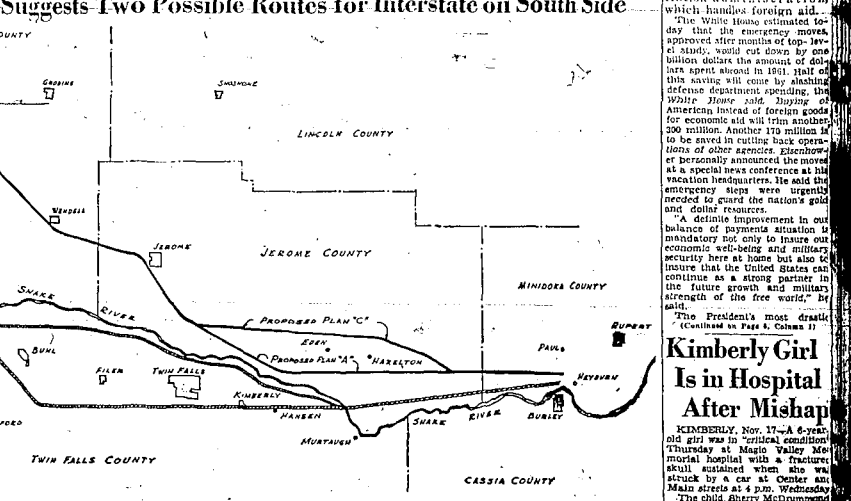 Suggests Two Possible Routes for Interstate on South Side
OUNTY
GOODING
SHOSHONE
LINCOLN COUNTY
WENDELL
JEROME
JEROME COUNTY
MINIDOKA COUNTY
SNAKE
RIVER
PROPOSED PLAN "C"
EDEN
PROPOSED PLAN "A"
HAZELTON
PAUL
RUPERT
BUHL
FILER
TWIN FALLS
KIMBERLY
HANSEN
HEYBURN
BURLEY
SNAKE
RIVER
MURTAUGH
FORD
TWIN FALLS COUNTY
CASSIA COUNTY
which handles foreign aid.
The White House estimated to-
day that the emergency moves,
approved after months of top-lev-
el study, would cut down by one
billion dollars the amount of dol-
lars spent abroad in 1961. Half of
this saving will come by slashing
defense department spending, the
White House said. Buying of
American instead of foreign goods
for economic aid will trim another
300 million. Another 175 million is
to be saved in cutting back opera-
tions of other agencies. Eisenhow-
er personally announced the moves
at a special news conference at his
vacation headquarters. He said the
emergency steps were urgently
needed to guard the nation's gold
and dollar resources.
"A definite improvement in our
balance of payments situation is
mandatory not only to insure our
economic well-being and military
security here at home but also to
insure that the United States can
continue as a strong partner in
the future growth and military
strength of the free world," he
said.
The President's most drastic
(Continued on Page 6, Column 1)
Kimberly Girl
Is in Hospital
After Mishap
KIMBERLY, Nov. 17—A 6-year
old girl was in "critical condition"
Thursday at Magic Valley Me-
morial hospital with a fractured
skull sustained when she was
struck by a car at Center and
Main streets at 4 p.m. Wednesday
The child, Sherry McDrummond